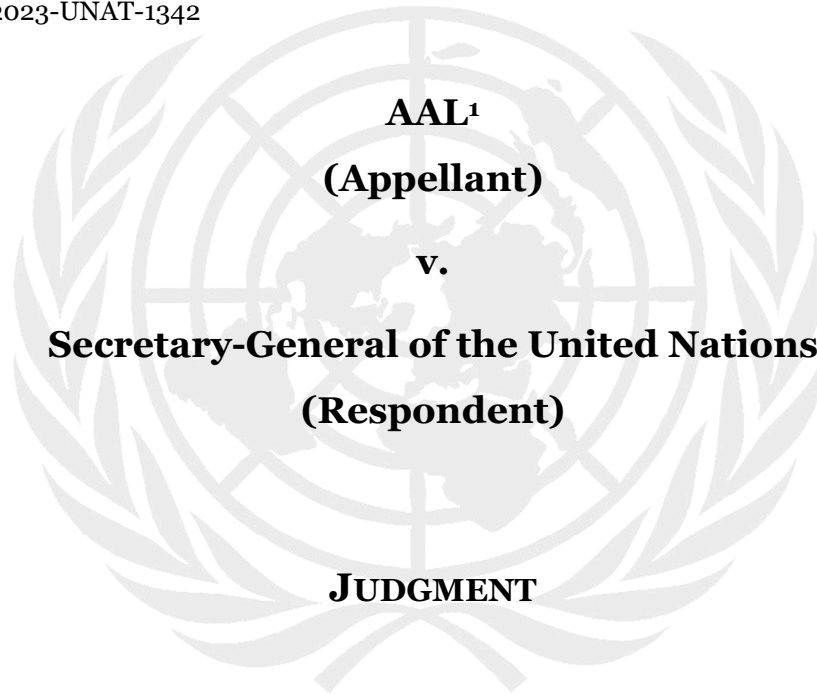 2023-UNAT-1342
AAL¹
(Appellant)
v.
Secretary-General of the United Nations
(Respondent)
JUDGMENT